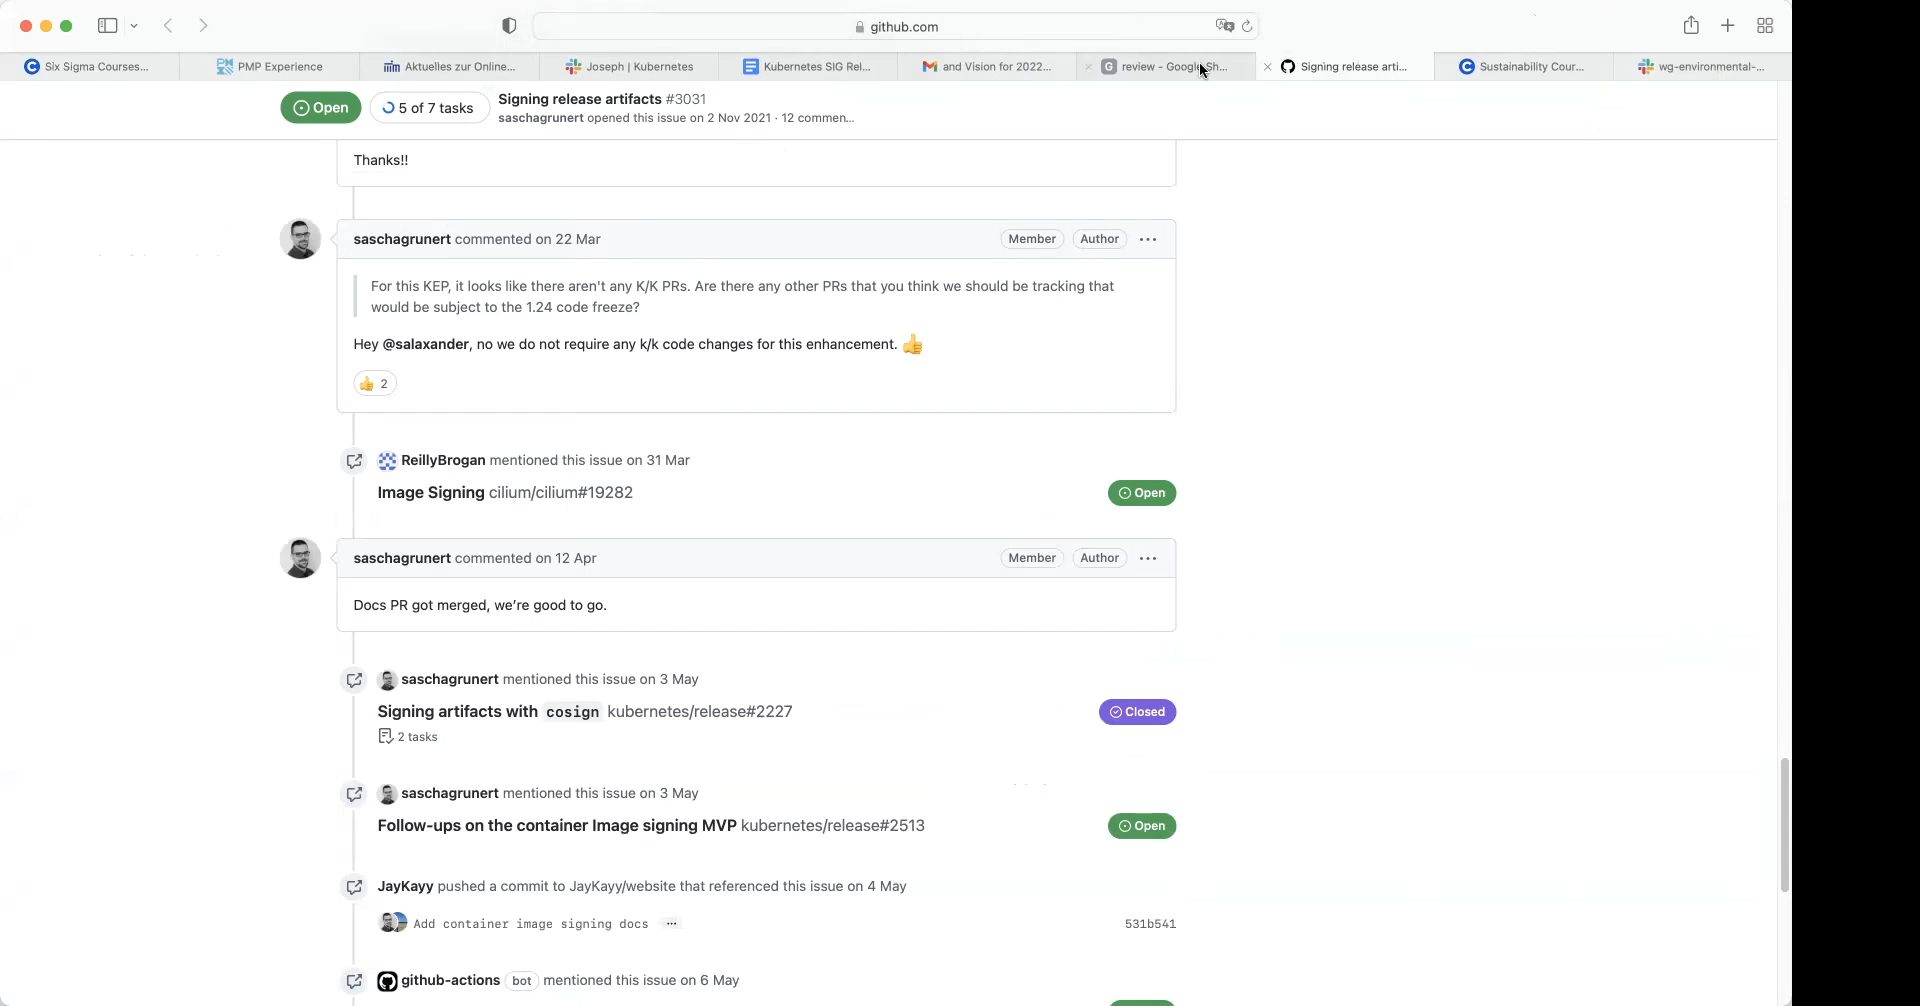 github.com
Six Sigma Courses...
PMP Experience
Aktuelles zur Online...
Joseph | Kubernetes
Kubernetes SIG Rel...
and Vision for 2022...
review - Google Sh...
Signing release arti...
Sustainability Cour...
wg-environmental-...
Open
5 of 7 tasks
Signing release artifacts #3031
saschagrunert opened this issue on 2 Nov 2021 · 12 commen...
Thanks!!
saschagrunert commented on 22 Mar
Member
Author
For this KEP, it looks like there aren't any K/K PRs. Are there any other PRs that you think we should be tracking that
would be subject to the 1.24 code freeze?
Hey @salaxander, no we do not require any k/k code changes for this enhancement. 👍
👍 2
ReillyBrogan mentioned this issue on 31 Mar
Image Signing cilium/cilium#19282
Open
saschagrunert commented on 12 Apr
Member
Author
Docs PR got merged, we’re good to go.
saschagrunert mentioned this issue on 3 May
Signing artifacts with cosign kubernetes/release#2227
Closed
2 tasks
saschagrunert mentioned this issue on 3 May
Follow-ups on the container Image signing MVP kubernetes/release#2513
Open
JayKayy pushed a commit to JayKayy/website that referenced this issue on 4 May
Add container image signing docs ...
531b541
github-actions bot mentioned this issue on 6 May